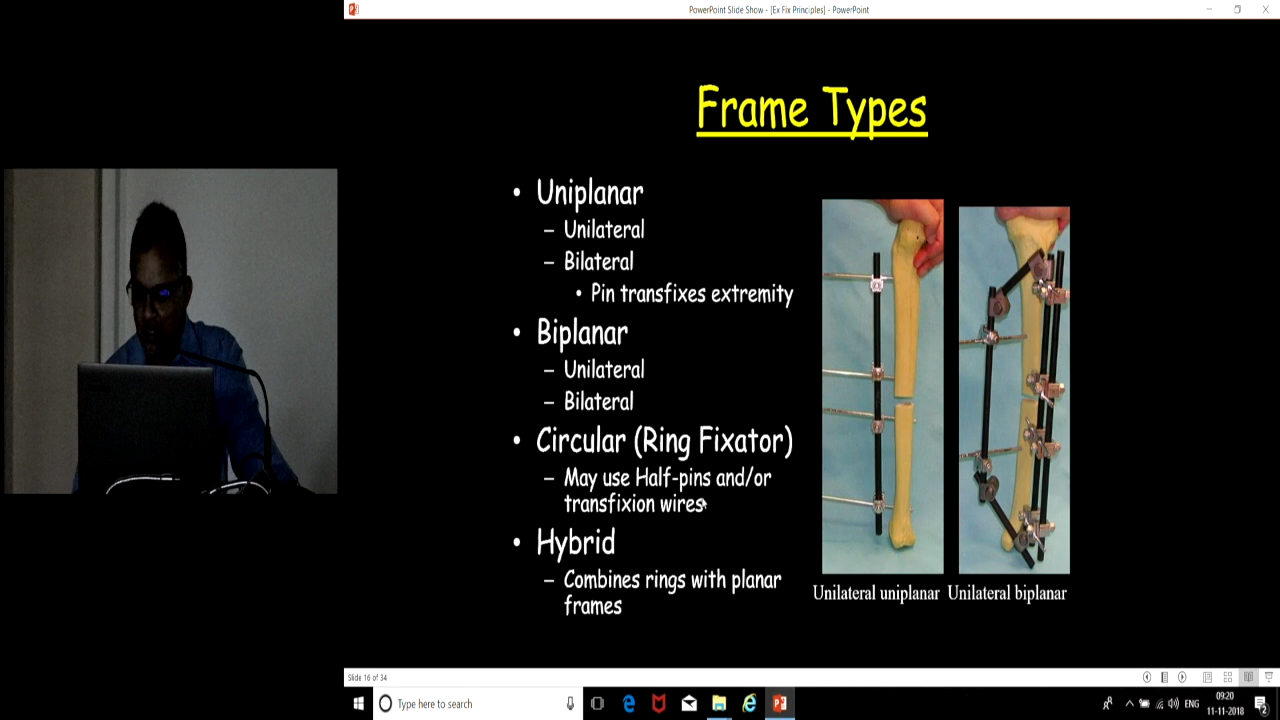 PowerPoint Slide Show - [Ex Fix Principles] - PowerPoint
Frame Types
• Uniplanar
– Unilateral
– Bilateral
• Pin transfixes extremity
• Biplanar
– Unilateral
– Bilateral
• Circular (Ring Fixator)
– May use Half-pins and/or
transfixion wires
• Hybrid
– Combines rings with planar
frames
Unilateral uniplanar
Unilateral biplanar
Slide 16 of 34
Type here to search
ENG
09:20
11-11-2018
2